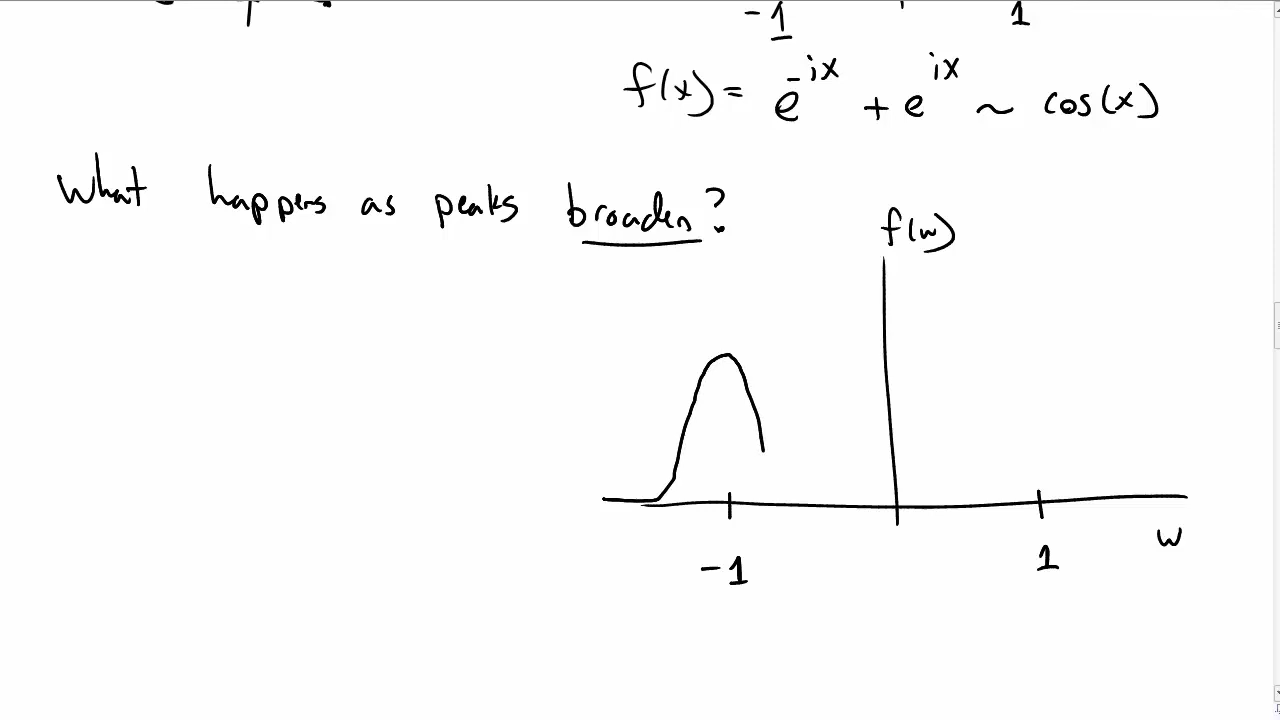 -1 1
f(x) = e^-ix + e^ix ~ cos(x)
What happens as peaks broaden?
f(w)
-1 1 w